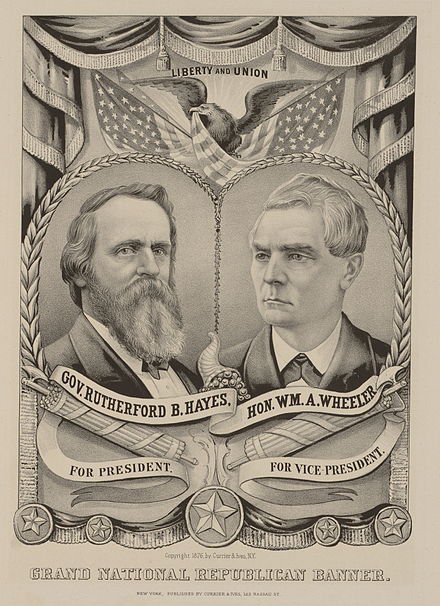 LIBERTY AND UNION
GOV. RUTHERFORD B. HAYES, HON. WM. A. WHEELER
FOR PRESIDENT. FOR VICE-PRESIDENT.
Copyright 1876, by Currier & Ives, N.Y.
GRAND NATIONAL REPUBLICAN BANNER.
NEW YORK, PUBLISHED BY CURRIER & IVES, 125 NASSAU ST.